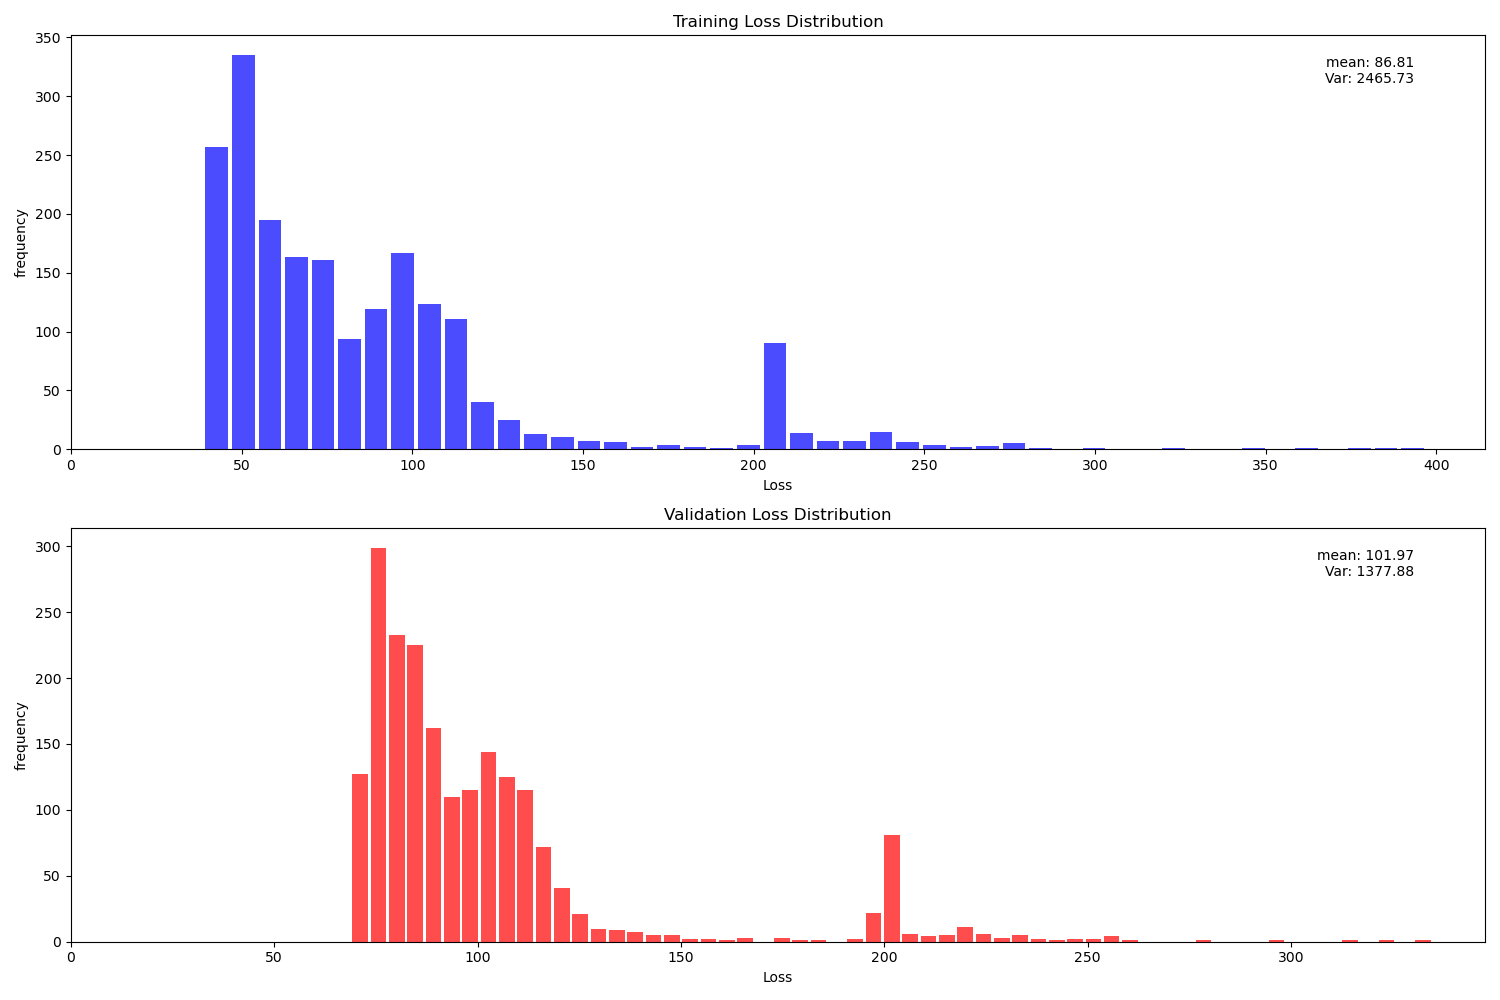 Training Loss Distribution
350
300
250
200
150
100
50
0
frequency
mean: 86.81
Var: 2465.73
0 50 100 150 200 250 300 350 400
Loss
Validation Loss Distribution
300
250
200
150
100
50
0
frequency
mean: 101.97
Var: 1377.88
0 50 100 150 200 250 300
Loss